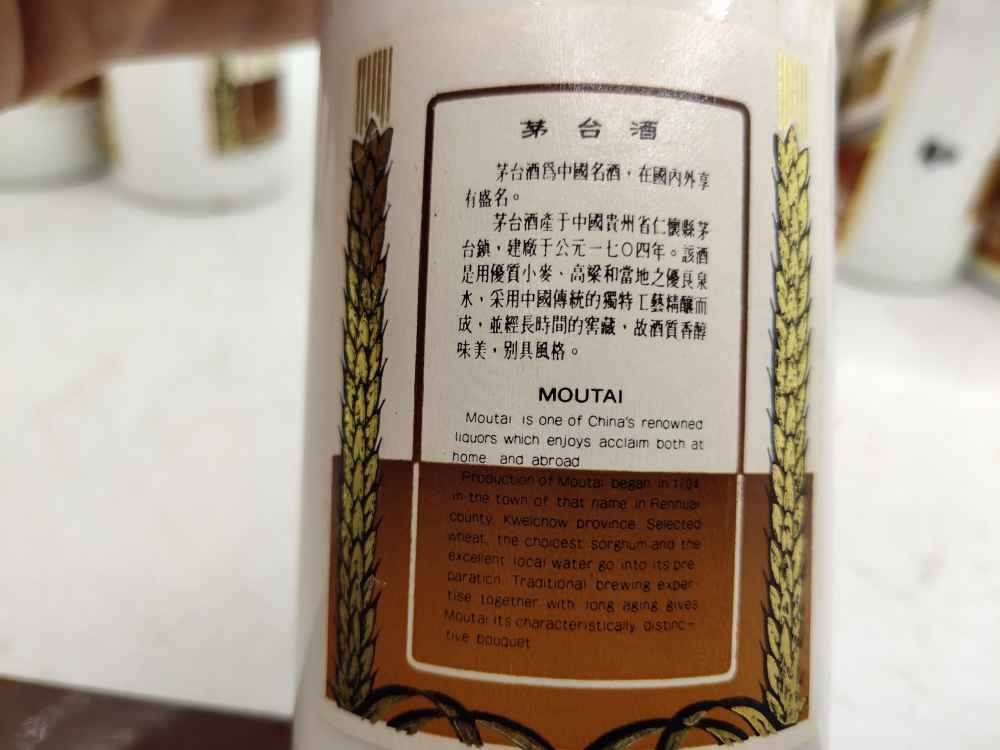 茅台酒
茅台酒爲中國名酒，在國内外享
有盛名。
茅台酒產于中國貴州省仁懷縣茅
台鎮，建廠于公元一七〇四年。該酒
是用優質小麥、高粱和當地之優良泉
水，采用中國傳統的獨特工藝精釀而
成，並經長時間的窖藏，故酒質香醇
味美，别具風格。
MOUTAI
Moutai is one of China's renowned
liquors which enjoys acclaim both at
home and abroad
Production of Moutai began in 1704
in the town of that name in Renhuai
county, Kweichow province. Selected
wheat, the choicest sorghum and the
excellent local water go into its pre-
paration. Traditional brewing exper-
tise together with long aging gives
Moutai its characteristically distinc-
tive bouquet